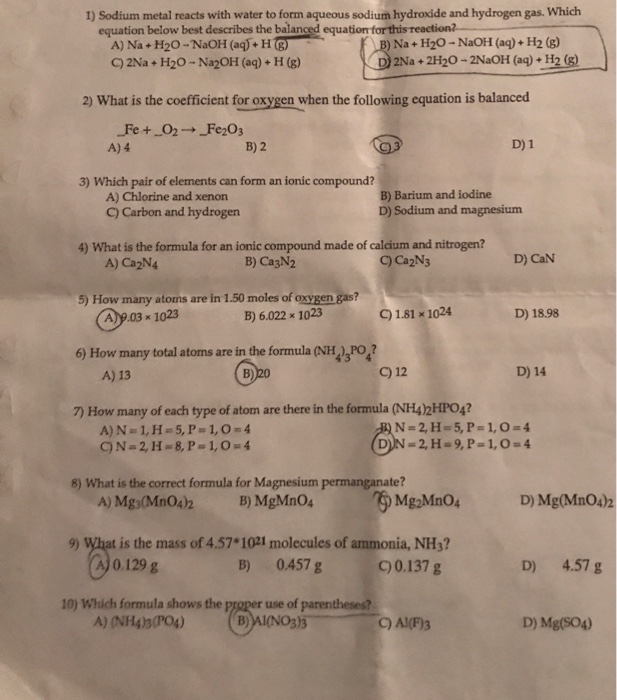 1) Sodium metal reacts with water to form aqueous sodium hydroxide and hydrogen gas. Which
equation below best describes the balanced equation for this reaction?
A) Na + H2O - NaOH (aq) + H (g) B) Na + H2O - NaOH (aq) + H2 (g)
C) 2Na + H2O - Na2OH (aq) + H (g) D) 2Na + 2H2O - 2NaOH (aq) + H2 (g)
2) What is the coefficient for oxygen when the following equation is balanced
_Fe + _O2 → _Fe2O3
A) 4 B) 2 C) 3 D) 1
3) Which pair of elements can form an ionic compound?
A) Chlorine and xenon B) Barium and iodine
C) Carbon and hydrogen D) Sodium and magnesium
4) What is the formula for an ionic compound made of calcium and nitrogen?
A) Ca2N4 B) Ca3N2 C) Ca2N3 D) CaN
5) How many atoms are in 1.50 moles of oxygen gas?
A) 9.03 × 10^23 B) 6.022 × 10^23 C) 1.81 × 10^24 D) 18.98
6) How many total atoms are in the formula (NH4)3PO4?
A) 13 B) 20 C) 12 D) 14
7) How many of each type of atom are there in the formula (NH4)2HPO4?
A) N = 1, H = 5, P = 1, O = 4 B) N = 2, H = 5, P = 1, O = 4
C) N = 2, H = 8, P = 1, O = 4 D) N = 2, H = 9, P = 1, O = 4
8) What is the correct formula for Magnesium permanganate?
A) Mg3(MnO4)2 B) MgMnO4 C) Mg2MnO4 D) Mg(MnO4)2
9) What is the mass of 4.57*10^21 molecules of ammonia, NH3?
A) 0.129 g B) 0.457 g C) 0.137 g D) 4.57 g
10) Which formula shows the proper use of parentheses?
A) (NH4)3(PO4) B) Al(NO3)3 C) Al(F)3 D) Mg(SO4)